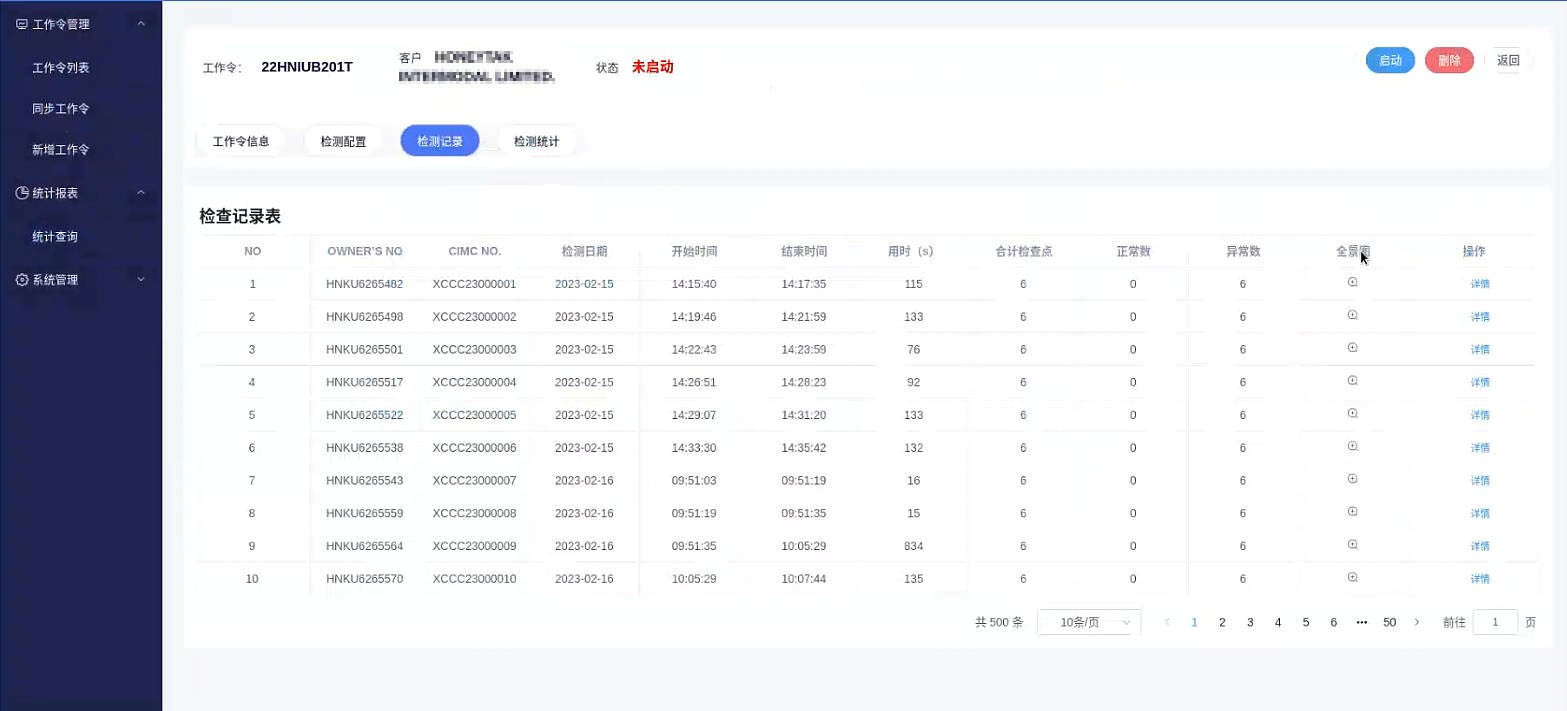 工作令管理
工作令列表
同步工作令
新增工作令
统计报表
统计查询
系统管理
工作令： 22HNIUB201T 客户 状态 未启动 启动 删除 返回
INTERMODAL LIMITED.
工作令信息 检测配置 检测记录 检测统计
检查记录表
NO OWNER'S NO CIMC NO. 检测日期 开始时间 结束时间 用时（s） 合计检查点 正常数 异常数 全景图 操作
1 HNKU6265482 XCCC23000001 2023-02-15 14:15:40 14:17:35 115 6 0 6 详情
2 HNKU6265498 XCCC23000002 2023-02-15 14:19:46 14:21:59 133 6 0 6 详情
3 HNKU6265501 XCCC23000003 2023-02-15 14:22:43 14:23:59 76 6 0 6 详情
4 HNKU6265517 XCCC23000004 2023-02-15 14:26:51 14:28:23 92 6 0 6 详情
5 HNKU6265522 XCCC23000005 2023-02-15 14:29:07 14:31:20 133 6 0 6 详情
6 HNKU6265538 XCCC23000006 2023-02-15 14:33:30 14:35:42 132 6 0 6 详情
7 HNKU6265543 XCCC23000007 2023-02-16 09:51:03 09:51:19 16 6 0 6 详情
8 HNKU6265559 XCCC23000008 2023-02-16 09:51:19 09:51:35 15 6 0 6 详情
9 HNKU6265564 XCCC23000009 2023-02-16 09:51:35 10:05:29 834 6 0 6 详情
10 HNKU6265570 XCCC23000010 2023-02-16 10:05:29 10:07:44 135 6 0 6 详情
共 500 条 10条/页 1 2 3 4 5 6 ••• 50 前往 1 页